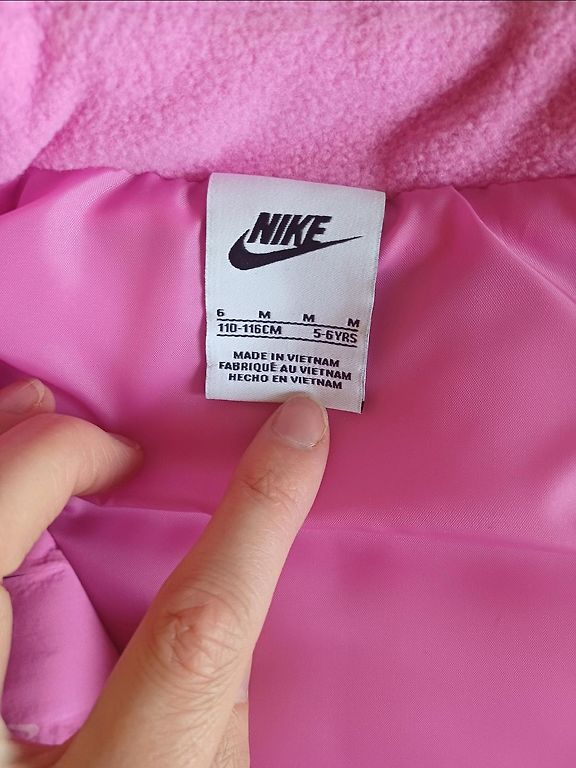 NIKE
6 M M M
110-116CM 5-6YRS
MADE IN VIETNAM
FABRIQUÉ AU VIETNAM
HECHO EN VIETNAM